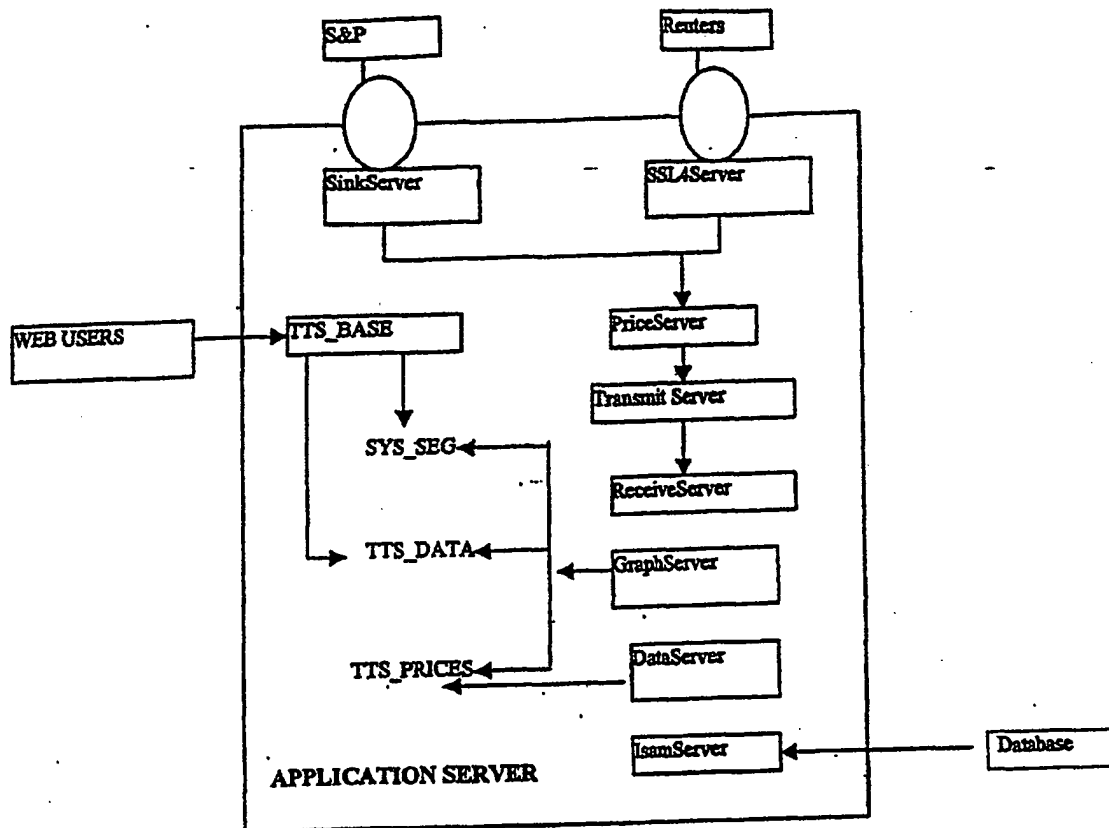 S&P
Reuters
SinkServer
SSL4Server
WEB USERS
TTS_BASE
PriceServer
Transmit Server
SYS_SEG
ReceiveServer
TTS_DATA
GraphServer
TTS_PRICES
DataServer
IsamServer
Database
APPLICATION SERVER